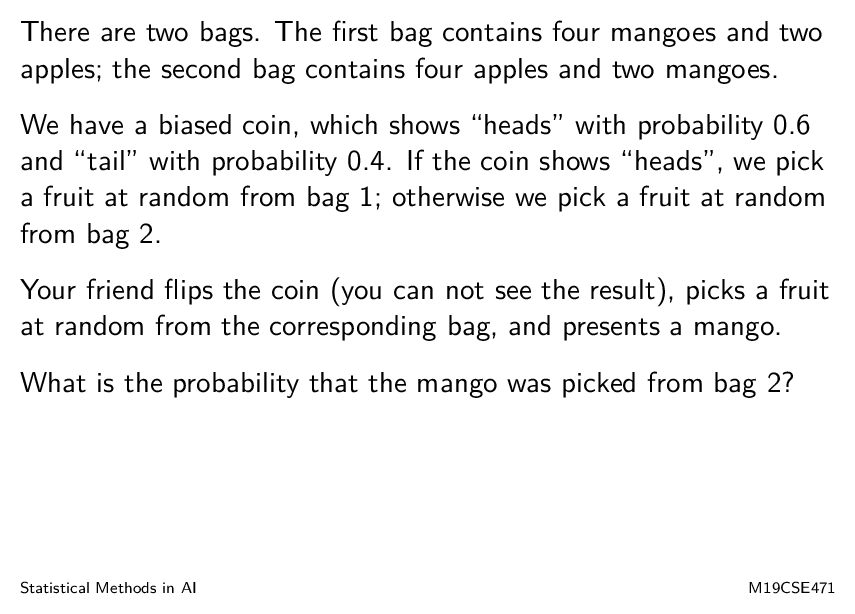 There are two bags. The first bag contains four mangoes and two
apples; the second bag contains four apples and two mangoes.
We have a biased coin, which shows “heads” with probability 0.6
and “tail” with probability 0.4. If the coin shows “heads”, we pick
a fruit at random from bag 1; otherwise we pick a fruit at random
from bag 2.
Your friend flips the coin (you can not see the result), picks a fruit
at random from the corresponding bag, and presents a mango.
What is the probability that the mango was picked from bag 2?
Statistical Methods in AI
M19CSE471